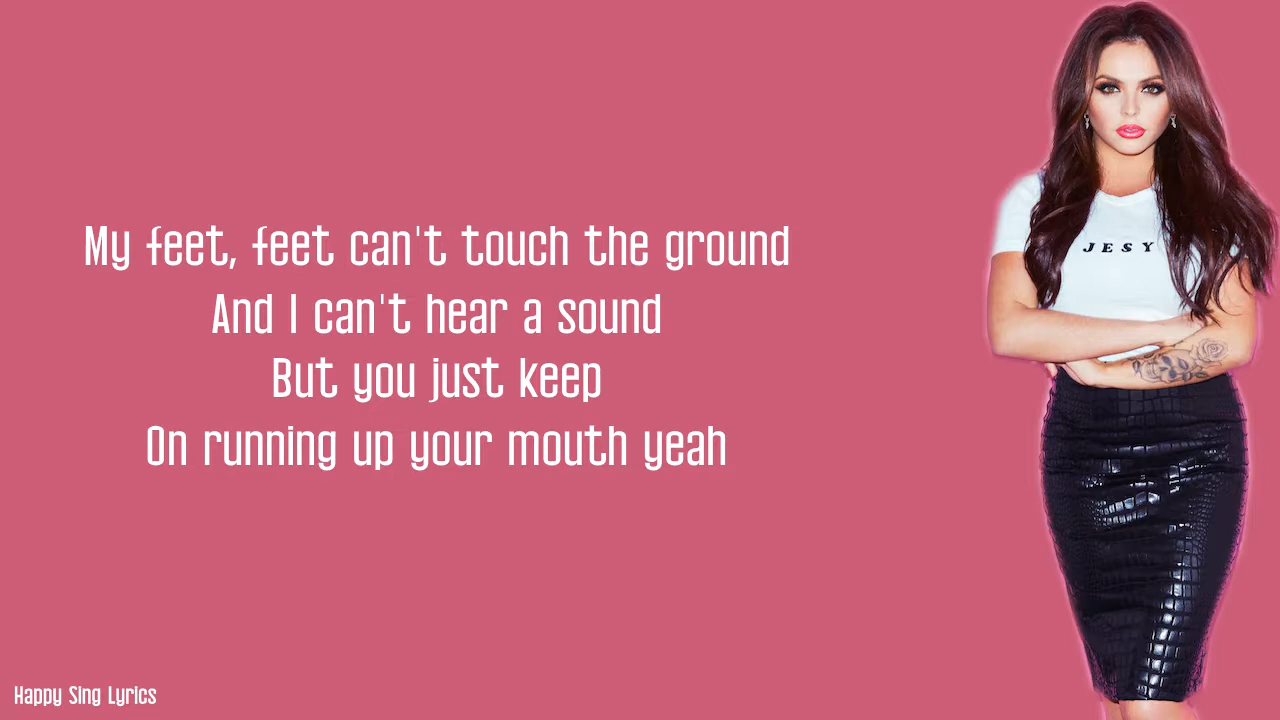 My feet, feet can't touch the ground
And I can't hear a sound
But you just keep
On running up your mouth yeah
JESY
Happy Sing Lyrics